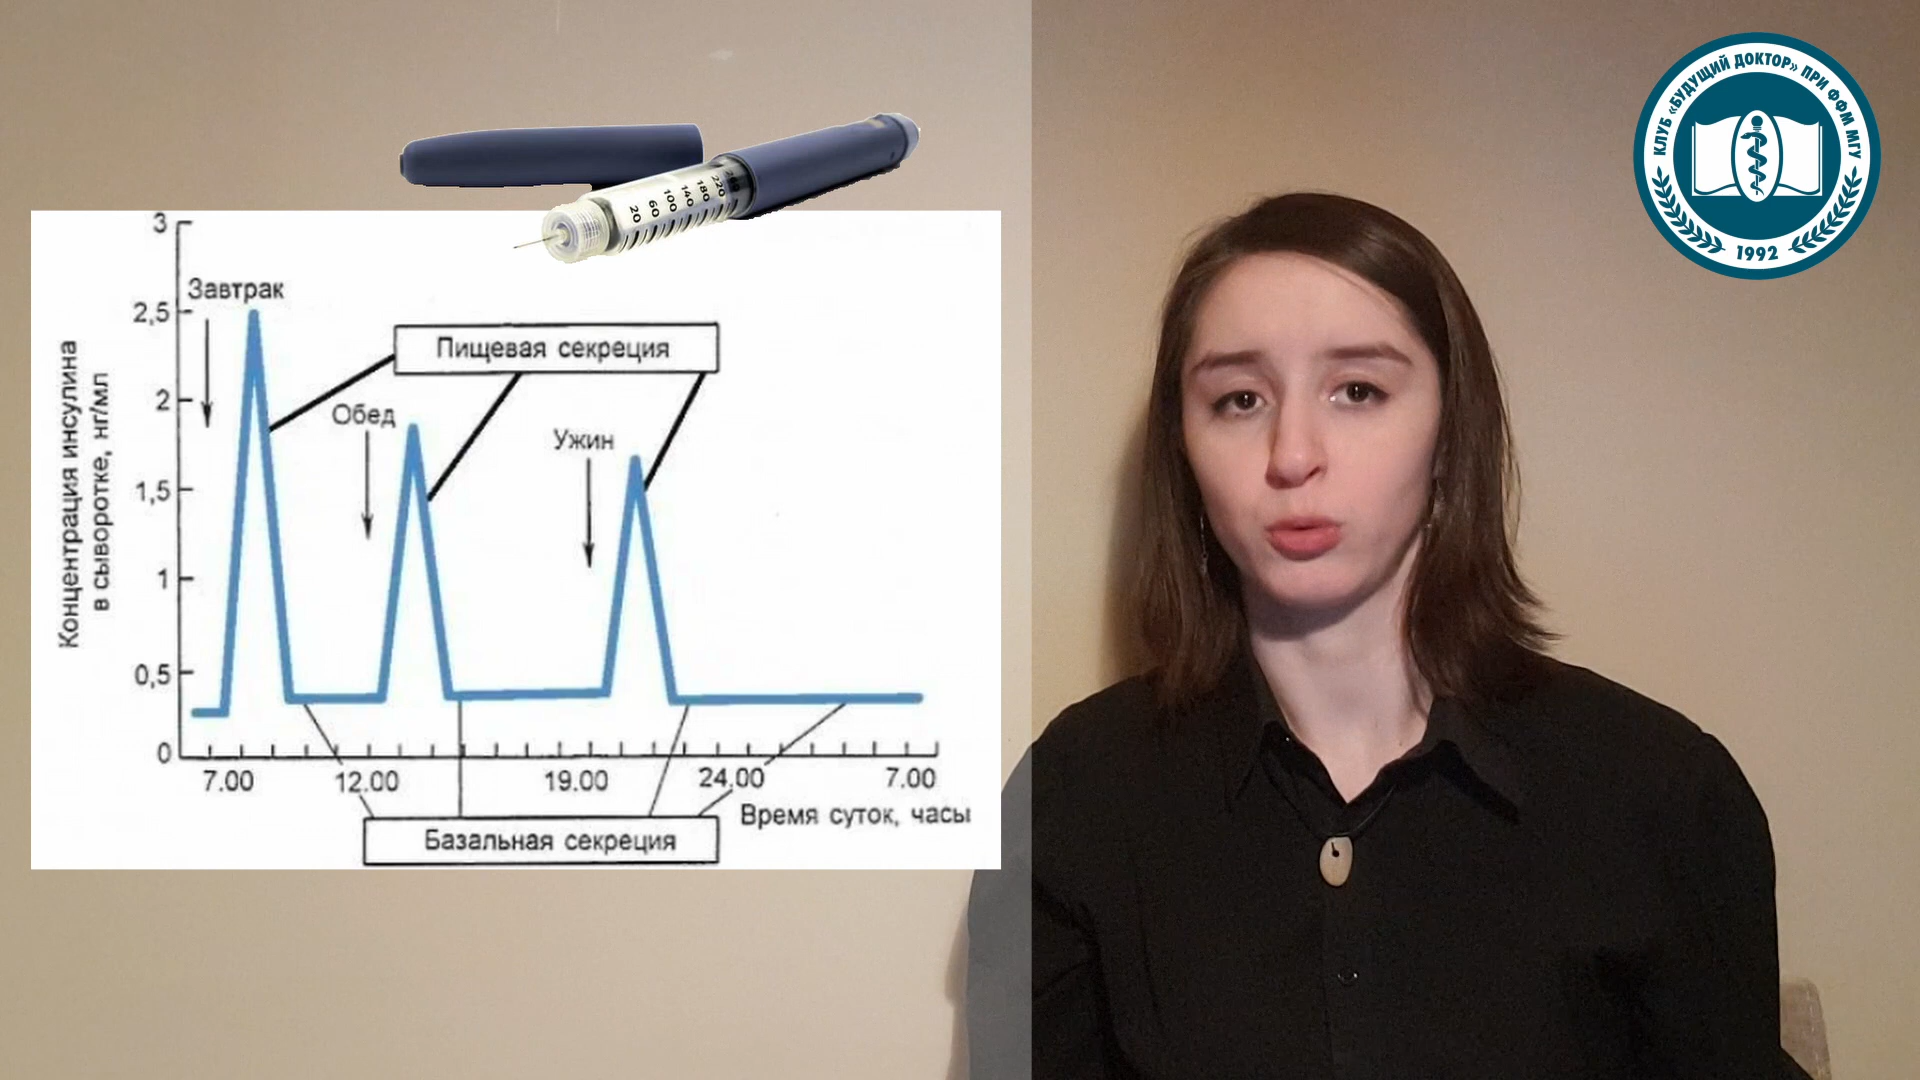 КЛУБ «БУДУЩИЙ ДОКТОР» ПРИ ФФМ МГУ
1992
20 60 100 140 180 220
Концентрация инсулина
в сыворотке, нг/мл
3
2,5
2
1,5
1
0,5
0
Завтрак
Обед
Ужин
Пищевая секреция
7.00 12.00 19.00 24.00 7.00
Время суток, часы
Базальная секреция